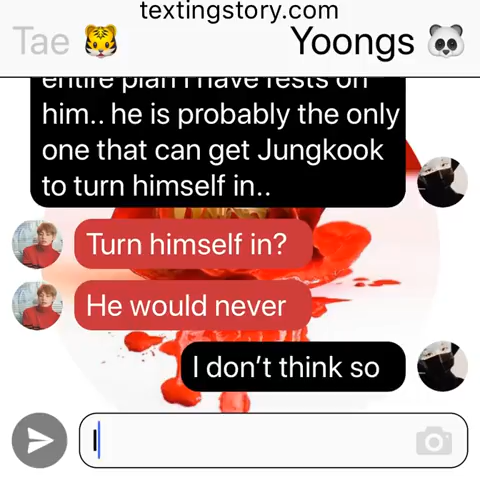 textingstory.com
Tae 🐯 Yoongs 🐼
entire plan I have rests on
him.. he is probably the only
one that can get Jungkook
to turn himself in..
Turn himself in?
He would never
I don’t think so
I